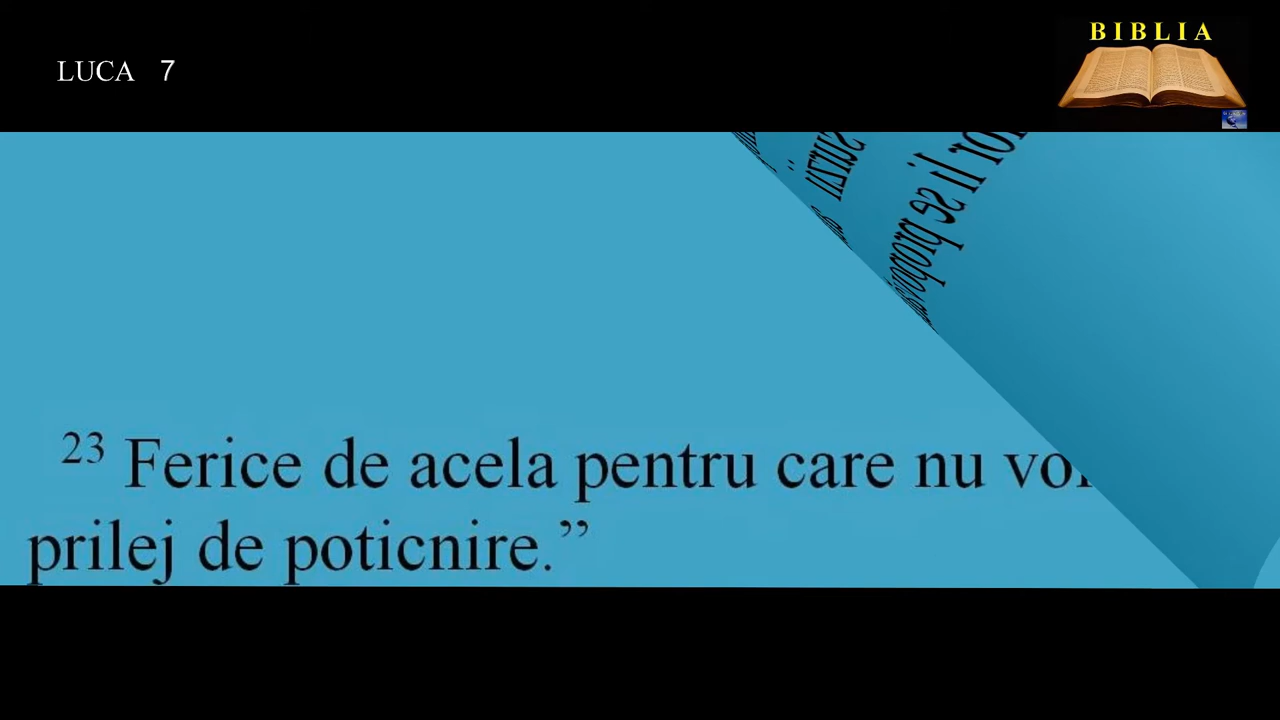 BIBLIA
LUCA 7
23 Ferice de acela pentru care nu
prilej de poticnire.”